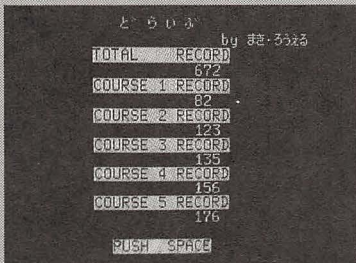 どらいぶ
by まき・ろうえる
TOTAL RECORD
672
COURSE 1 RECORD
82
COURSE 2 RECORD
123
COURSE 3 RECORD
135
COURSE 4 RECORD
156
COURSE 5 RECORD
176
PUSH SPACE